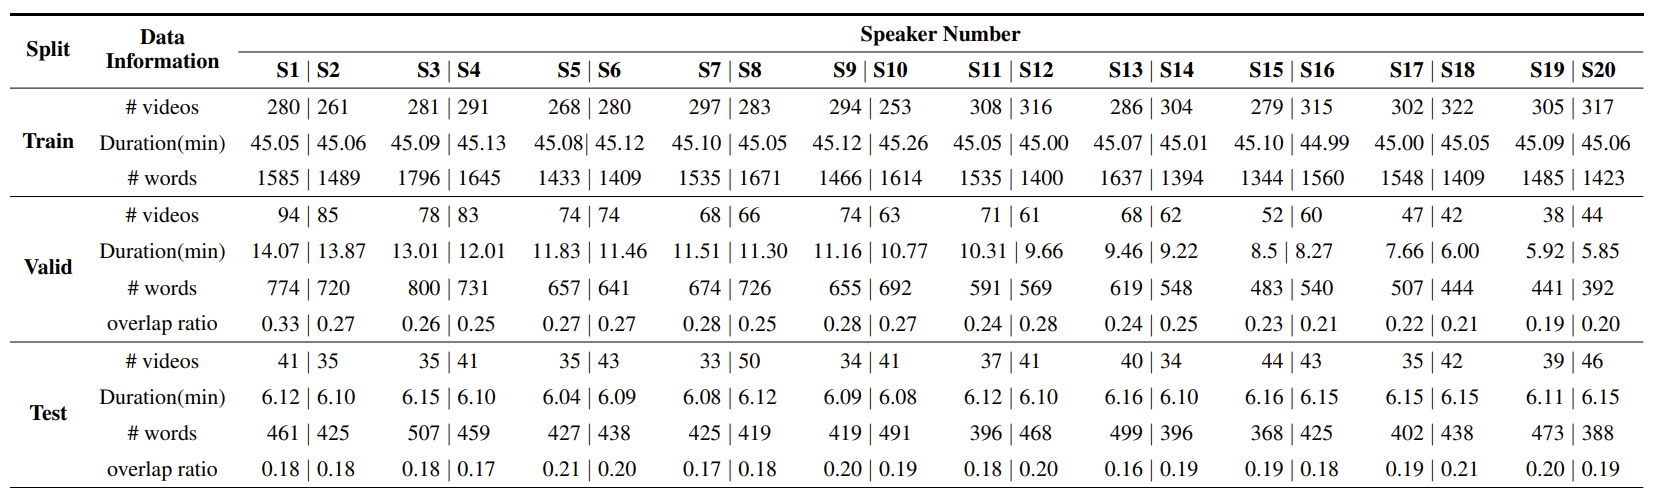 Split Data Information Speaker Number
S1 | S2 S3 | S4 S5 | S6 S7 | S8 S9 | S10 S11 | S12 S13 | S14 S15 | S16 S17 | S18 S19 | S20
# videos 280 | 261 281 | 291 268 | 280 297 | 283 294 | 253 308 | 316 286 | 304 279 | 315 302 | 322 305 | 317
Train Duration(min) 45.05 | 45.06 45.09 | 45.13 45.08| 45.12 45.10 | 45.05 45.12 | 45.26 45.05 | 45.00 45.07 | 45.01 45.10 | 44.99 45.00 | 45.05 45.09 | 45.06
# words 1585 | 1489 1796 | 1645 1433 | 1409 1535 | 1671 1466 | 1614 1535 | 1400 1637 | 1394 1344 | 1560 1548 | 1409 1485 | 1423
# videos 94 | 85 78 | 83 74 | 74 68 | 66 74 | 63 71 | 61 68 | 62 52 | 60 47 | 42 38 | 44
Valid Duration(min) 14.07 | 13.87 13.01 | 12.01 11.83 | 11.46 11.51 | 11.30 11.16 | 10.77 10.31 | 9.66 9.46 | 9.22 8.5 | 8.27 7.66 | 6.00 5.92 | 5.85
# words 774 | 720 800 | 731 657 | 641 674 | 726 655 | 692 591 | 569 619 | 548 483 | 540 507 | 444 441 | 392
overlap ratio 0.33 | 0.27 0.26 | 0.25 0.27 | 0.27 0.28 | 0.25 0.28 | 0.27 0.24 | 0.28 0.24 | 0.25 0.23 | 0.21 0.22 | 0.21 0.19 | 0.20
# videos 41 | 35 35 | 41 35 | 43 33 | 50 34 | 41 37 | 41 40 | 34 44 | 43 35 | 42 39 | 46
Test Duration(min) 6.12 | 6.10 6.15 | 6.10 6.04 | 6.09 6.08 | 6.12 6.09 | 6.08 6.12 | 6.10 6.16 | 6.10 6.16 | 6.15 6.15 | 6.15 6.11 | 6.15
# words 461 | 425 507 | 459 427 | 438 425 | 419 419 | 491 396 | 468 499 | 396 368 | 425 402 | 438 473 | 388
overlap ratio 0.18 | 0.18 0.18 | 0.17 0.21 | 0.20 0.17 | 0.18 0.20 | 0.19 0.18 | 0.20 0.16 | 0.19 0.19 | 0.18 0.19 | 0.21 0.20 | 0.19